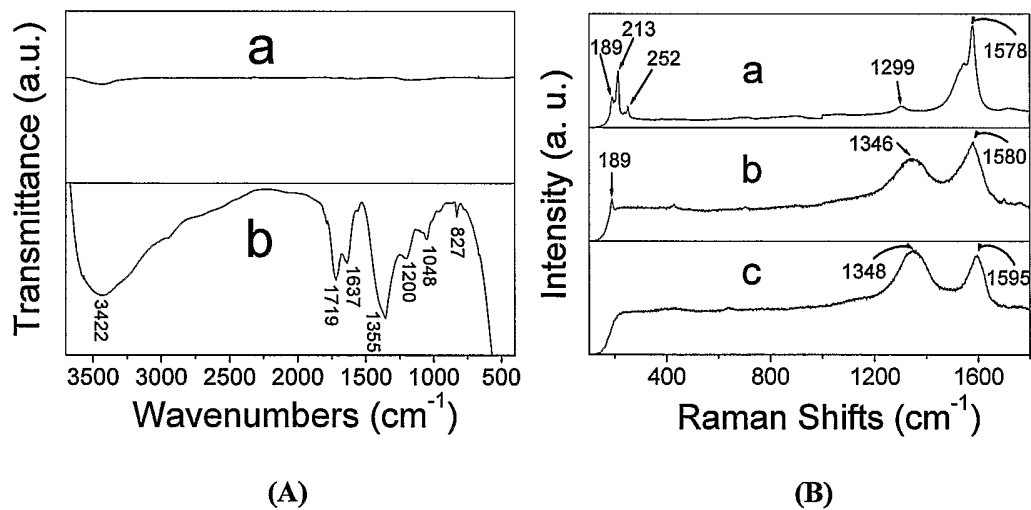 Transmittance (a.u.)
a
b
3422
1719
1637
1355
1200
1048
827
3500 3000 2500 2000 1500 1000 500
Wavenumbers (cm-1)
(A)
Intensity (a. u.)
189
213
252
a
1299
1578
189
b
1346
1580
c
1348
1595
400 800 1200 1600
Raman Shifts (cm-1)
(B)